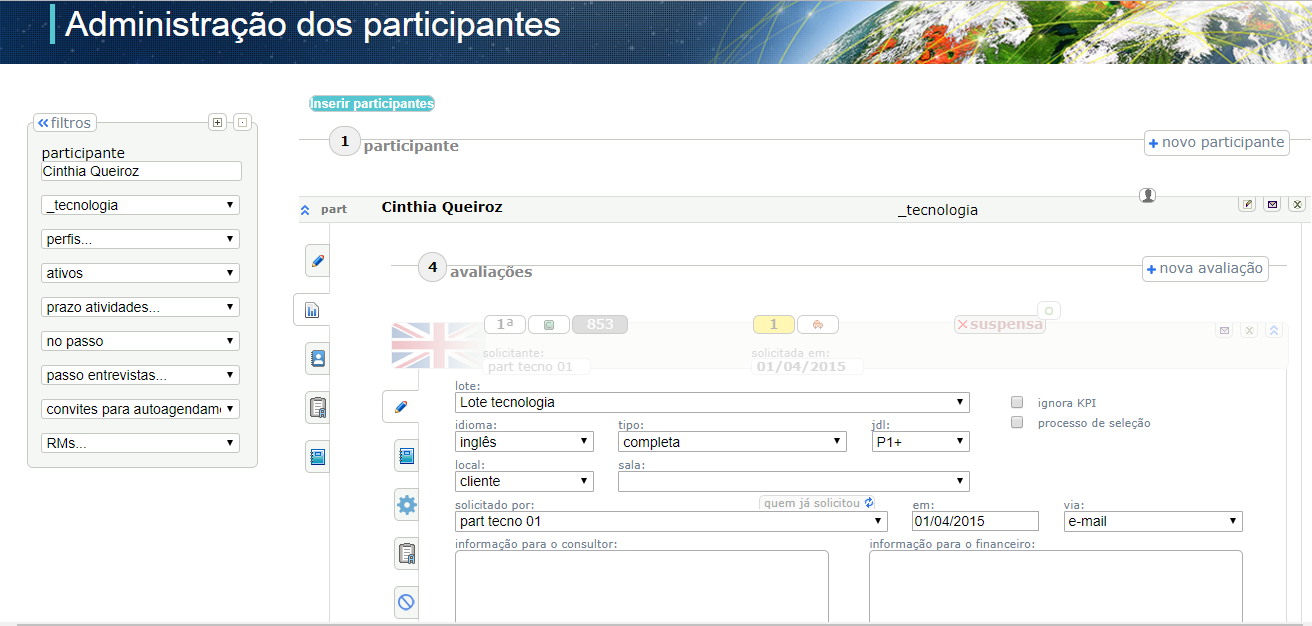 Administração dos participantes
Inserir participantes
filtros
participante
Cinthia Queiroz
_tecnologia
perfis...
ativos
prazo atividades...
no passo
passo entrevistas...
convites para autoagendam
RMs...
1 participante
novo participante
part Cinthia Queiroz _tecnologia
4 avaliações
nova avaliação
1ª 853 1 suspensa
solicitante: solicitada em:
part tecno 01 01/04/2015
lote:
Lote tecnologia
ignora KPI
processo de seleção
idioma: tipo: jdl:
inglês completa P1+
local: sala:
cliente
solicitado por: quem já solicitou em: via:
part tecno 01 01/04/2015 e-mail
informação para o consultor: informação para o financeiro: